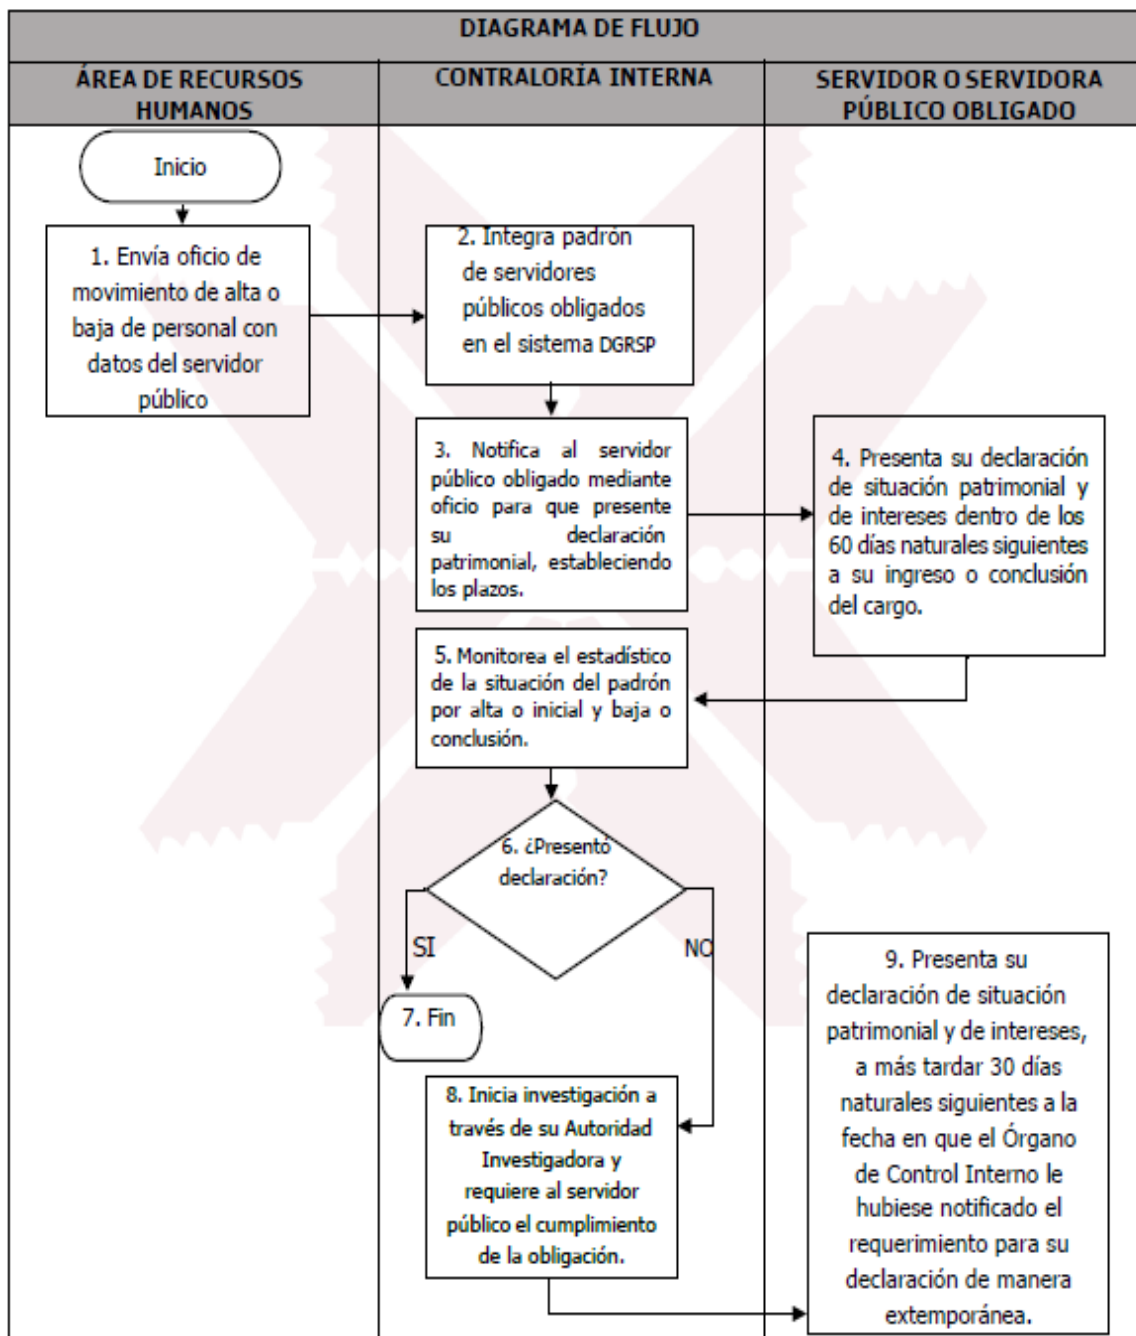 DIAGRAMA DE FLUJO
ÁREA DE RECURSOS
HUMANOS
CONTRALORÍA INTERNA
SERVIDOR O SERVIDORA
PÚBLICO OBLIGADO
Inicio
1. Envía oficio de
movimiento de alta o
baja de personal con
datos del servidor
público
2. Integra padrón
de servidores
públicos obligados
en el sistema DGRSP
3. Notifica al servidor
público obligado mediante
oficio para que presente
su declaración
patrimonial, estableciendo
los plazos.
4. Presenta su declaración
de situación patrimonial y
de intereses dentro de los
60 días naturales siguientes
a su ingreso o conclusión
del cargo.
5. Monitorea el estadístico
de la situación del padrón
por alta o inicial y baja o
conclusión.
6. ¿Presentó
declaración?
SI
NO
7. Fin
8. Inicia investigación a
través de su Autoridad
Investigadora y
requiere al servidor
público el cumplimiento
de la obligación.
9. Presenta su
declaración de situación
patrimonial y de intereses,
a más tardar 30 días
naturales siguientes a la
fecha en que el Órgano
de Control Interno le
hubiese notificado el
requerimiento para su
declaración de manera
extemporánea.